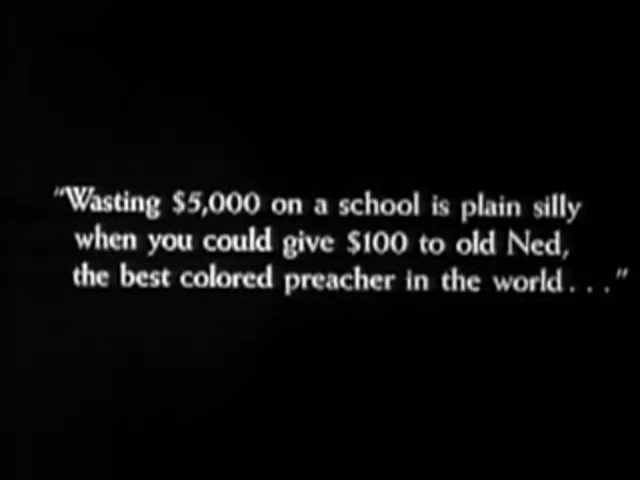 "Wasting $5,000 on a school is plain silly
when you could give $100 to old Ned,
the best colored preacher in the world..."